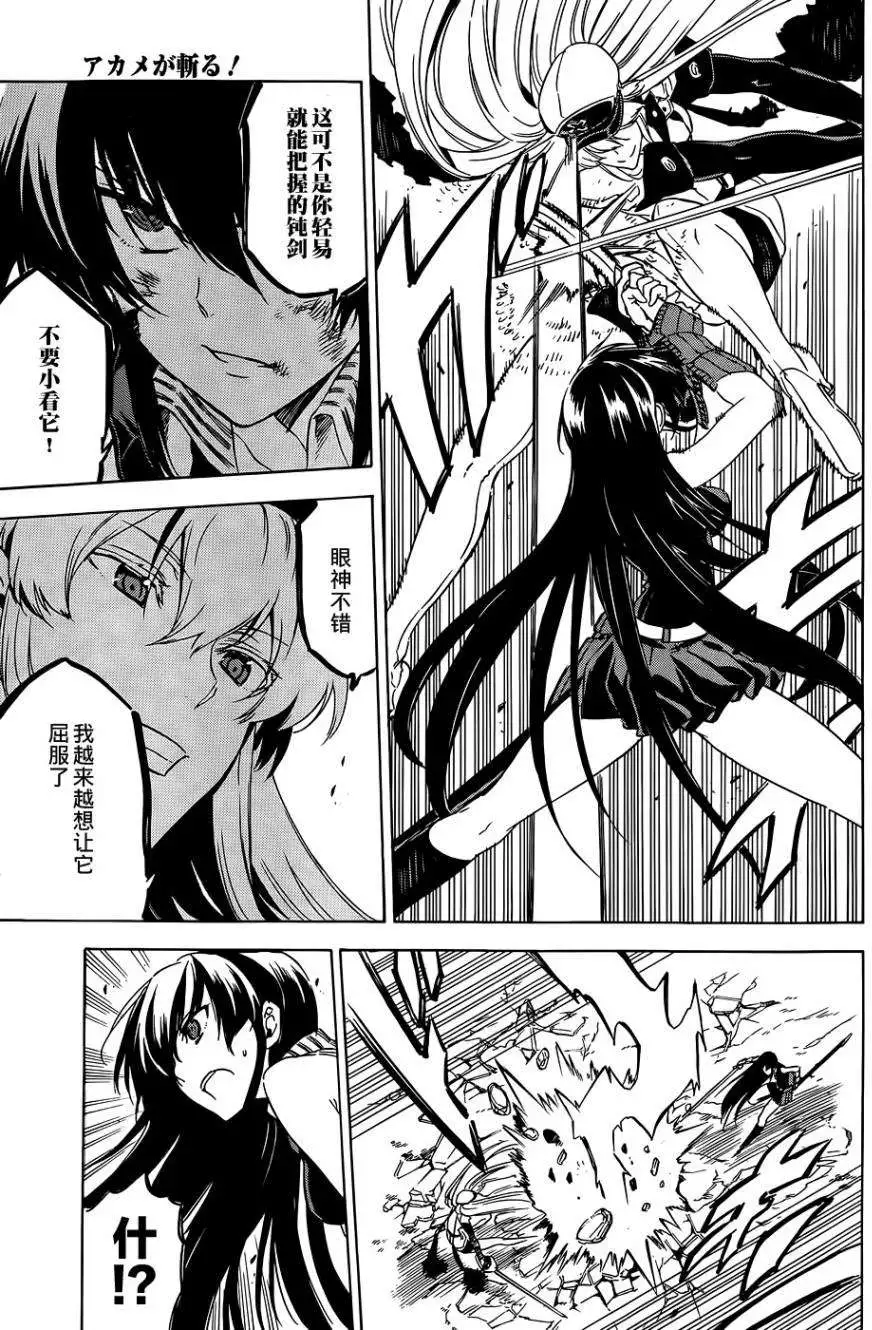 アカメが斬る！
这可不是你轻易
就能把握的钝剑
不要小看它！
眼神不错
我越来越想让它
屈服了
什!?